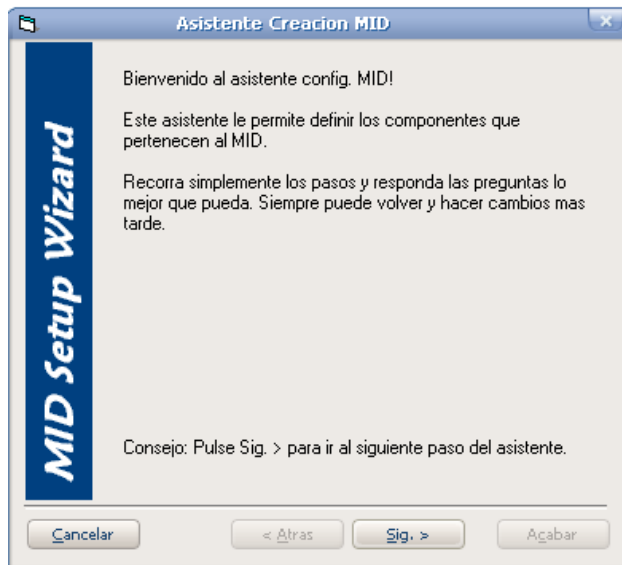 Asistente Creacion MID
MID Setup Wizard
Bienvenido al asistente config. MID!
Este asistente le permite definir los componentes que
pertenecen al MID.
Recorra simplemente los pasos y responda las preguntas lo
mejor que pueda. Siempre puede volver y hacer cambios mas
tarde.
Consejo: Pulse Sig. > para ir al siguiente paso del asistente.
Cancelar
< Atras
Sig. >
Acabar